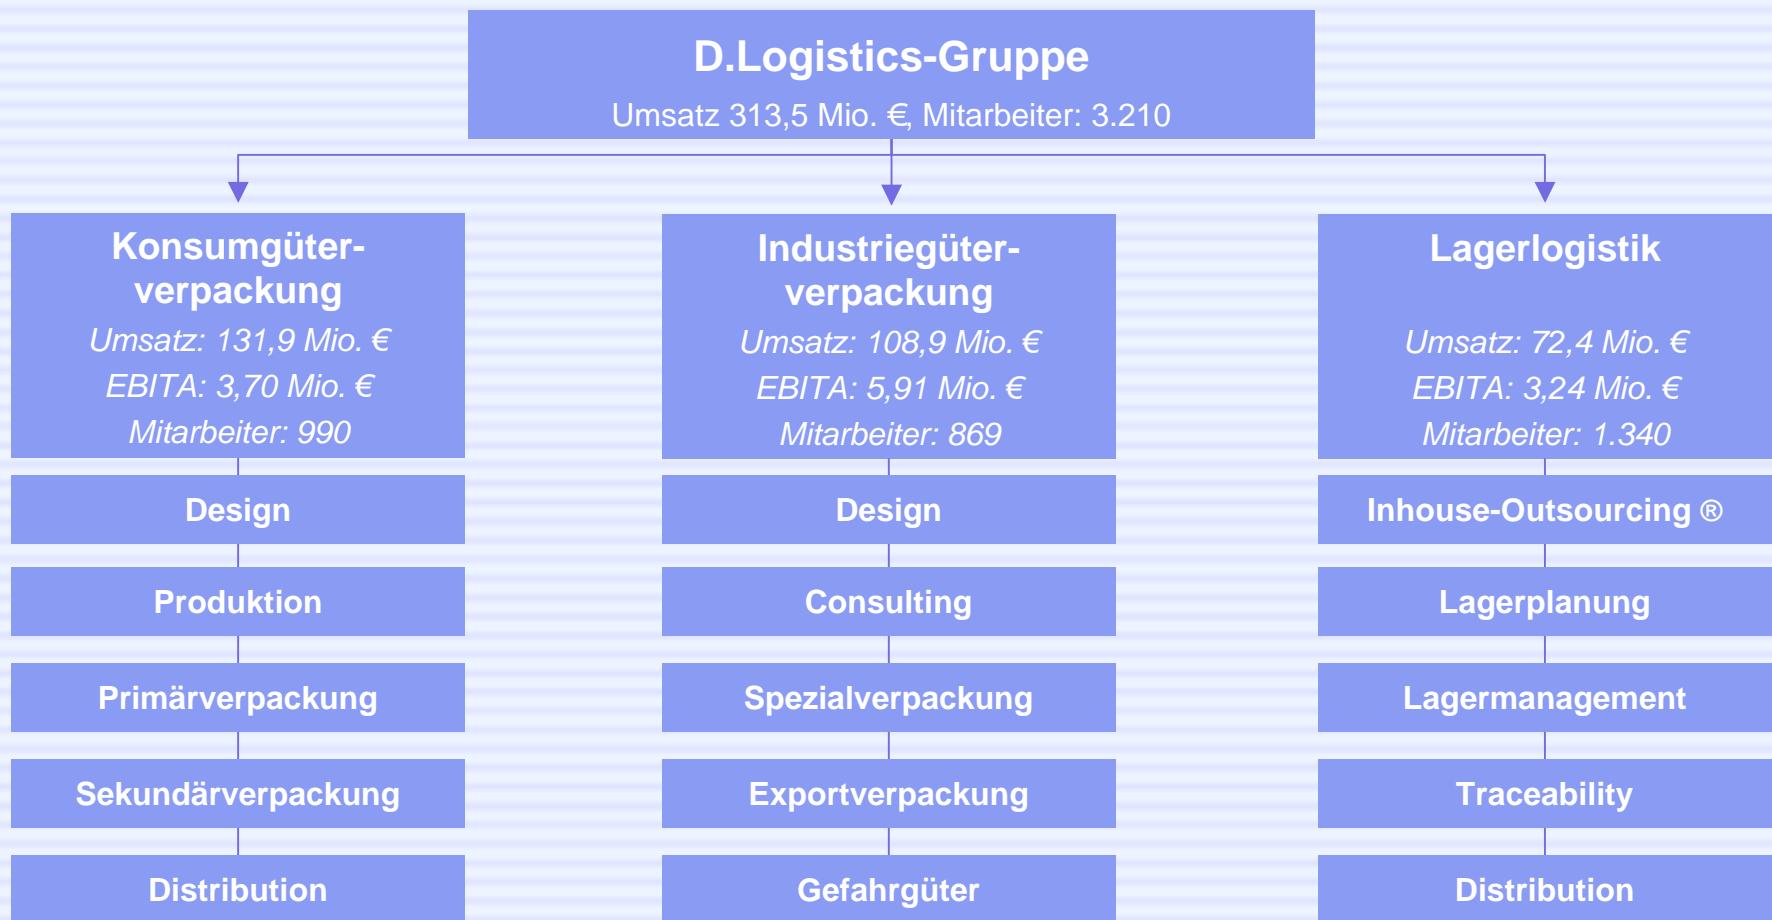 D.Logistics-Gruppe
Umsatz 313,5 Mio. €, Mitarbeiter: 3.210
Konsumgüter-
verpackung
Umsatz: 131,9 Mio. €
EBITA: 3,70 Mio. €
Mitarbeiter: 990
Design
Produktion
Primärverpackung
Sekundärverpackung
Distribution
Industriegüter-
verpackung
Umsatz: 108,9 Mio. €
EBITA: 5,91 Mio. €
Mitarbeiter: 869
Design
Consulting
Spezialverpackung
Exportverpackung
Gefahrgüter
Lagerlogistik
Umsatz: 72,4 Mio. €
EBITA: 3,24 Mio. €
Mitarbeiter: 1.340
Inhouse-Outsourcing ®
Lagerplanung
Lagermanagement
Traceability
Distribution